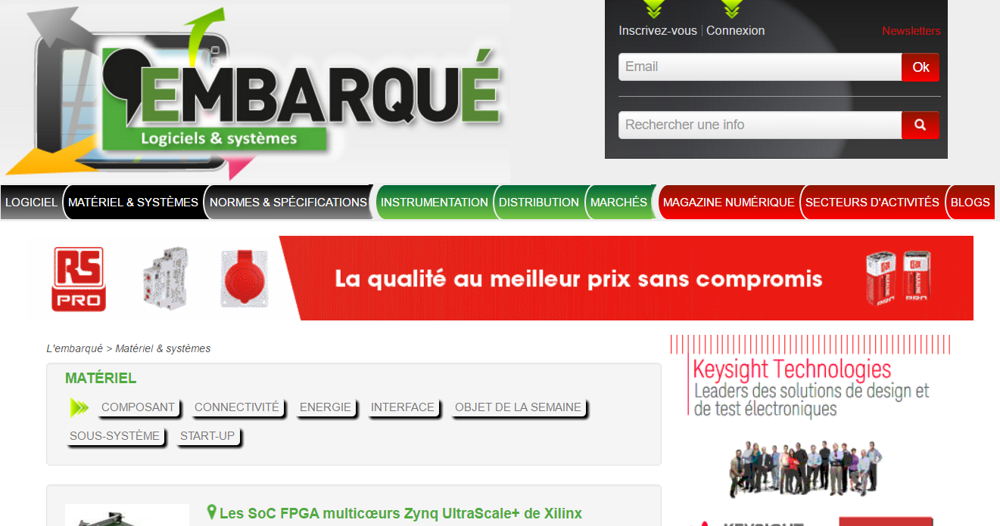 L'EMBARQUÉ
Logiciels & systèmes
Inscrivez-vous | Connexion
Newsletters
Email
Ok
Rechercher une info
LOGICIEL
MATÉRIEL & SYSTÈMES
NORMES & SPÉCIFICATIONS
INSTRUMENTATION
DISTRIBUTION
MARCHÉS
MAGAZINE NUMÉRIQUE
SECTEURS D'ACTIVITÉS
BLOGS
RS
PRO
La qualité au meilleur prix sans compromis
L'embarqué > Matériel & systèmes
MATÉRIEL
COMPOSANT
CONNECTIVITÉ
ENERGIE
INTERFACE
OBJET DE LA SEMAINE
SOUS-SYSTÈME
START-UP
Les SoC FPGA multicœurs Zynq UltraScale+ de Xilinx
Keysight Technologies
Leaders des solutions de design et
de test électroniques